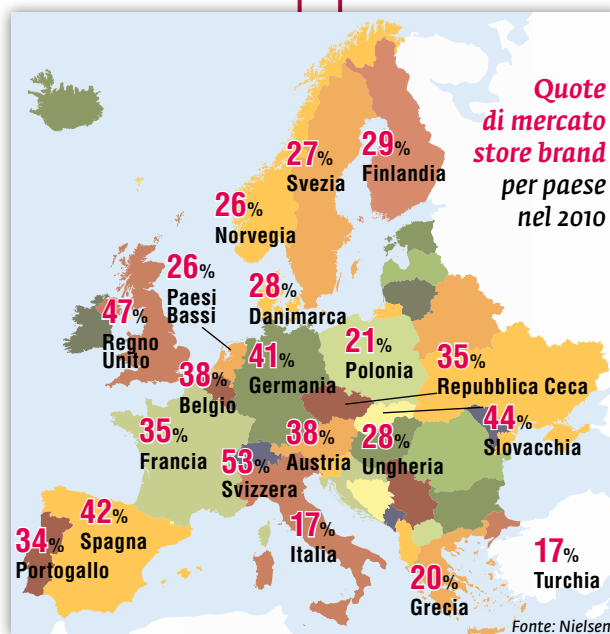 Quote
di mercato
store brand
per paese
nel 2010
29%
Finlandia
27%
Svezia
26%
Norvegia
26%
Paesi
Bassi
28%
Danimarca
47%
Regno
Unito
21%
Polonia
41%
Germania
35%
Repubblica Ceca
38%
Belgio
44%
Slovacchia
35%
Francia
38%
Austria
28%
Ungheria
53%
Svizzera
42%
Spagna
34%
Portogallo
17%
Italia
17%
Turchia
20%
Grecia
Fonte: Nielsen